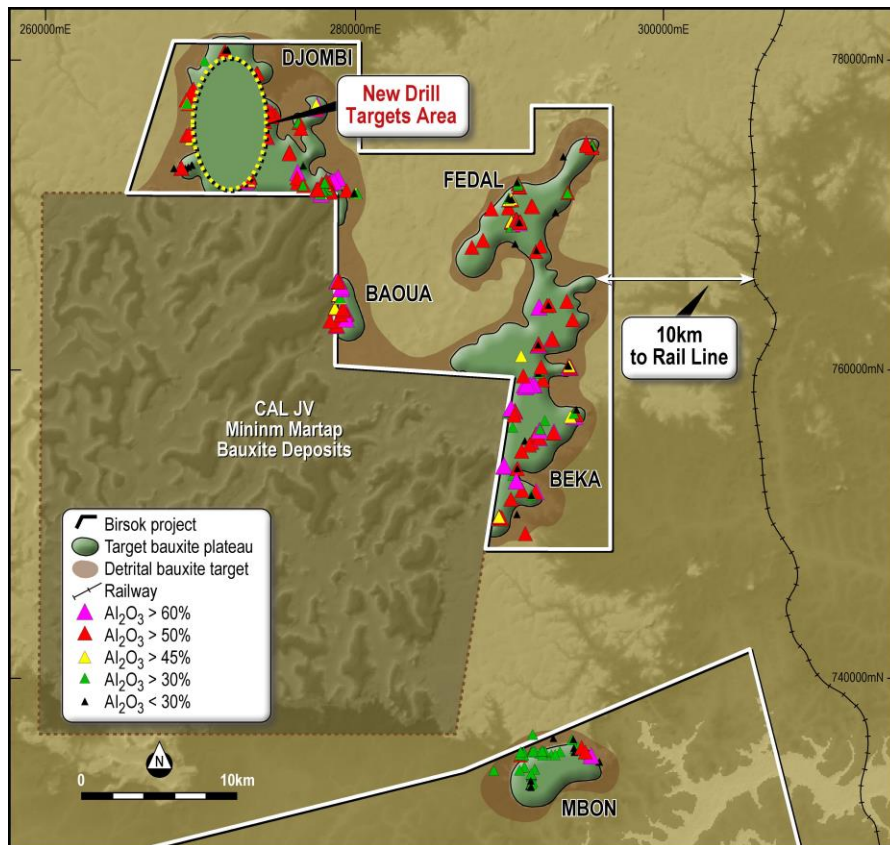 260000mE
280000mE
300000mE
780000mN
DJOMBI
New Drill
Targets Area
FEDAL
BAOUA
10km
to Rail Line
760000mN
CAL JV
Mininm Martap
Bauxite Deposits
BEKA
Birsok project
Target bauxite plateau
Detrital bauxite target
Railway
Al₂O₃ > 60%
Al₂O₃ > 50%
Al₂O₃ > 45%
Al₂O₃ > 30%
Al₂O₃ < 30%
740000mN
N
0 10km
MBON